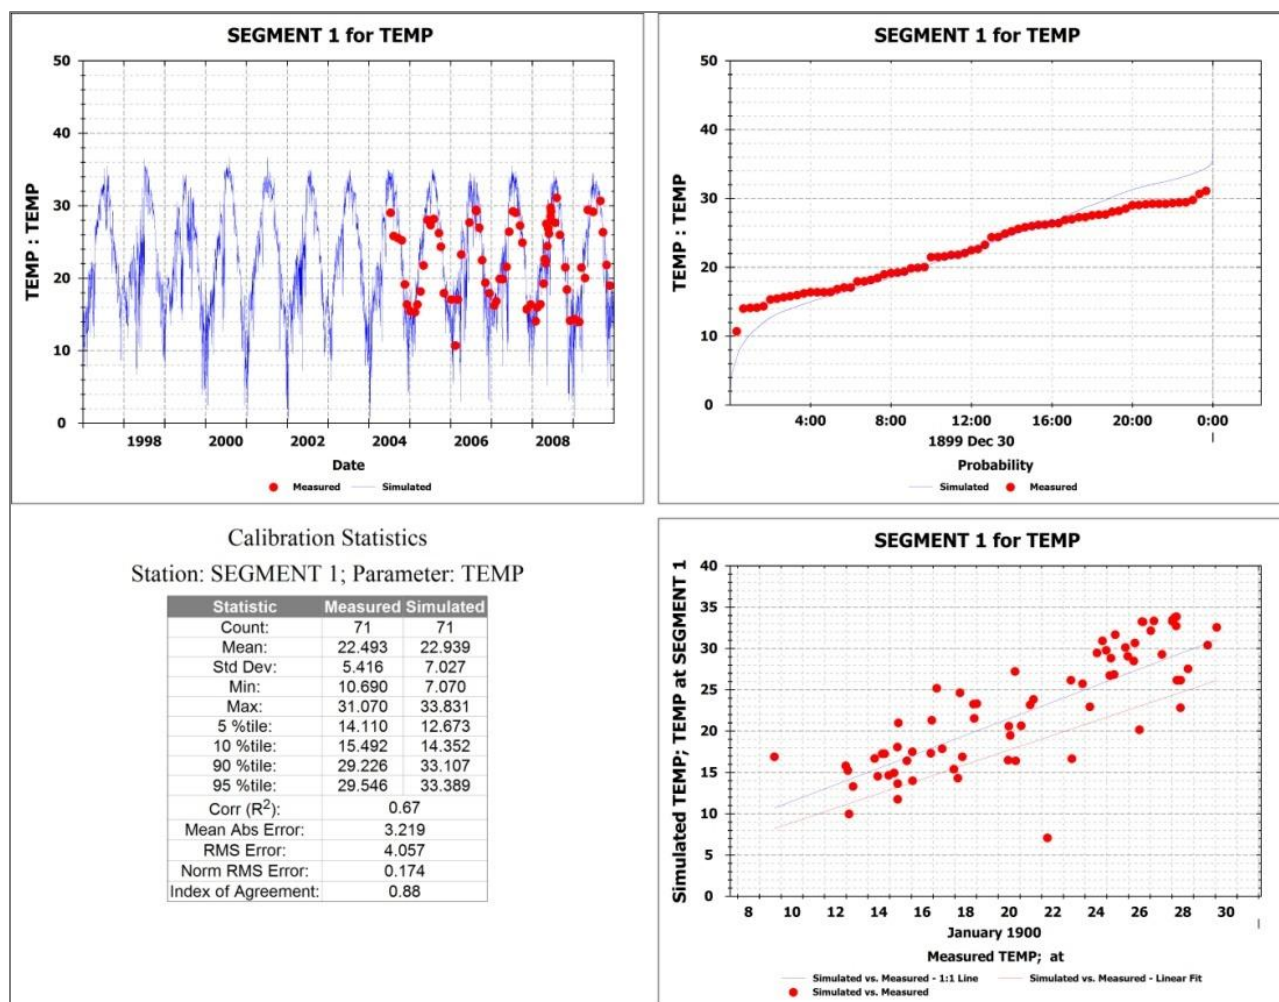 SEGMENT 1 for TEMP
TEMP : TEMP
50
40
30
20
10
0
1998 2000 2002 2004 2006 2008
Date
Measured Simulated
SEGMENT 1 for TEMP
TEMP : TEMP
50
40
30
20
10
0
4:00 8:00 12:00 16:00 20:00 0:00
1899 Dec 30
Probability
Simulated Measured
Calibration Statistics
Station: SEGMENT 1; Parameter: TEMP
Statistic Measured Simulated
Count: 71 71
Mean: 22.493 22.939
Std Dev: 5.416 7.027
Min: 10.690 7.070
Max: 31.070 33.831
5 %tile: 14.110 12.673
10 %tile: 15.492 14.352
90 %tile: 29.226 33.107
95 %tile: 29.546 33.389
Corr (R²): 0.67
Mean Abs Error: 3.219
RMS Error: 4.057
Norm RMS Error: 0.174
Index of Agreement: 0.88
SEGMENT 1 for TEMP
Simulated TEMP; TEMP at SEGMENT 1
40
35
30
25
20
15
10
5
0
8 10 12 14 16 18 20 22 24 26 28 30
January 1900
Measured TEMP; at
Simulated vs. Measured - 1:1 Line Simulated vs. Measured - Linear Fit
Simulated vs. Measured